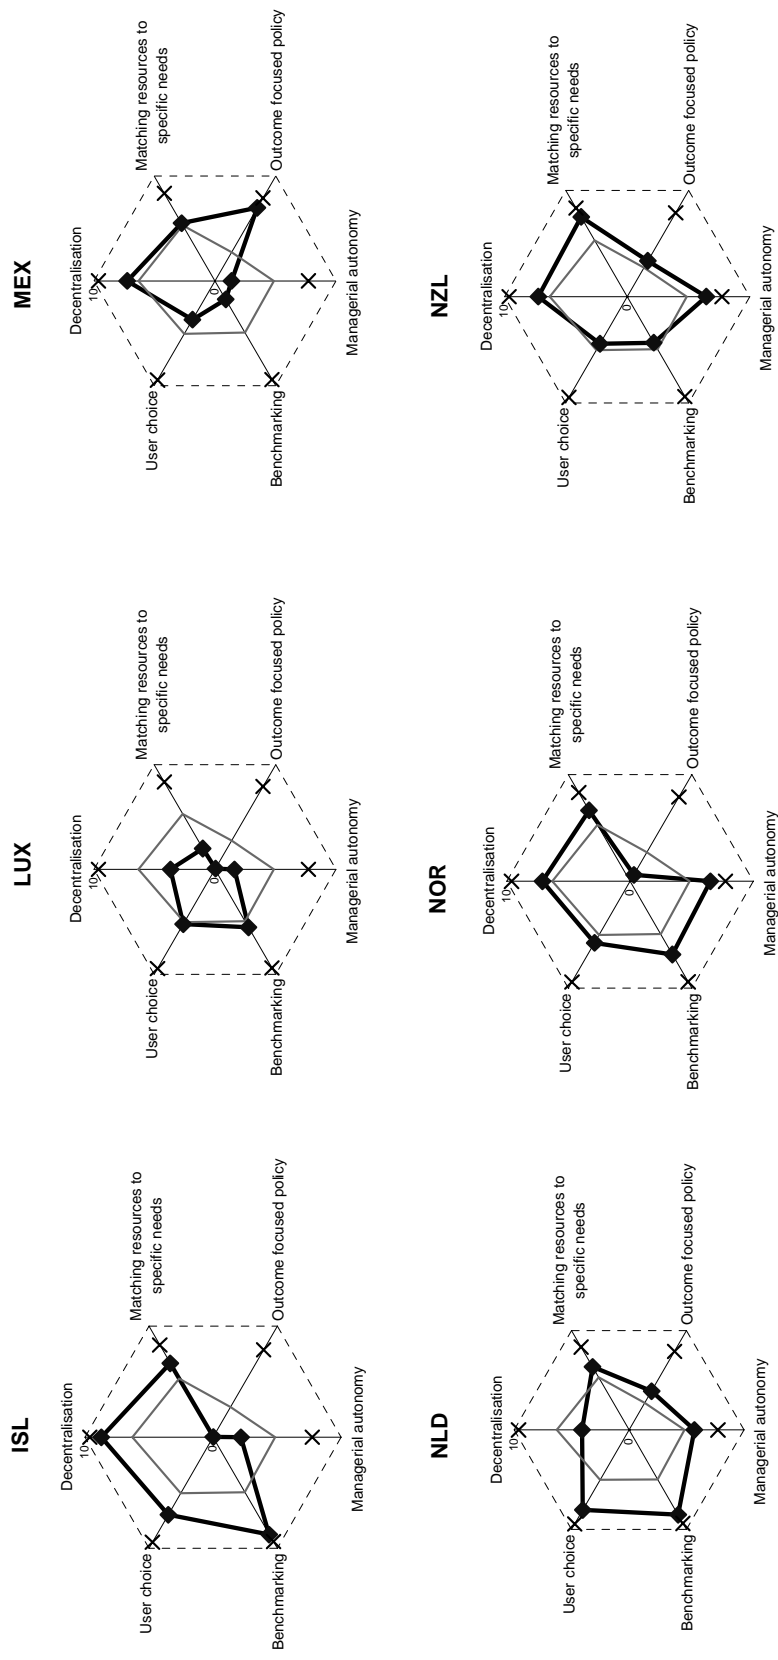 ISL
Decentralisation
10
Matching resources to
specific needs
User choice
0
Benchmarking
Outcome focused policy
Managerial autonomy
LUX
Decentralisation
10
Matching resources to
specific needs
User choice
0
Benchmarking
Outcome focused policy
Managerial autonomy
MEX
Decentralisation
10
Matching resources to
specific needs
User choice
0
Benchmarking
Outcome focused policy
Managerial autonomy
NLD
Decentralisation
10
Matching resources to
specific needs
User choice
0
Benchmarking
Outcome focused policy
Managerial autonomy
NOR
Decentralisation
10
Matching resources to
specific needs
User choice
0
Benchmarking
Outcome focused policy
Managerial autonomy
NZL
Decentralisation
10
Matching resources to
specific needs
User choice
0
Benchmarking
Outcome focused policy
Managerial autonomy